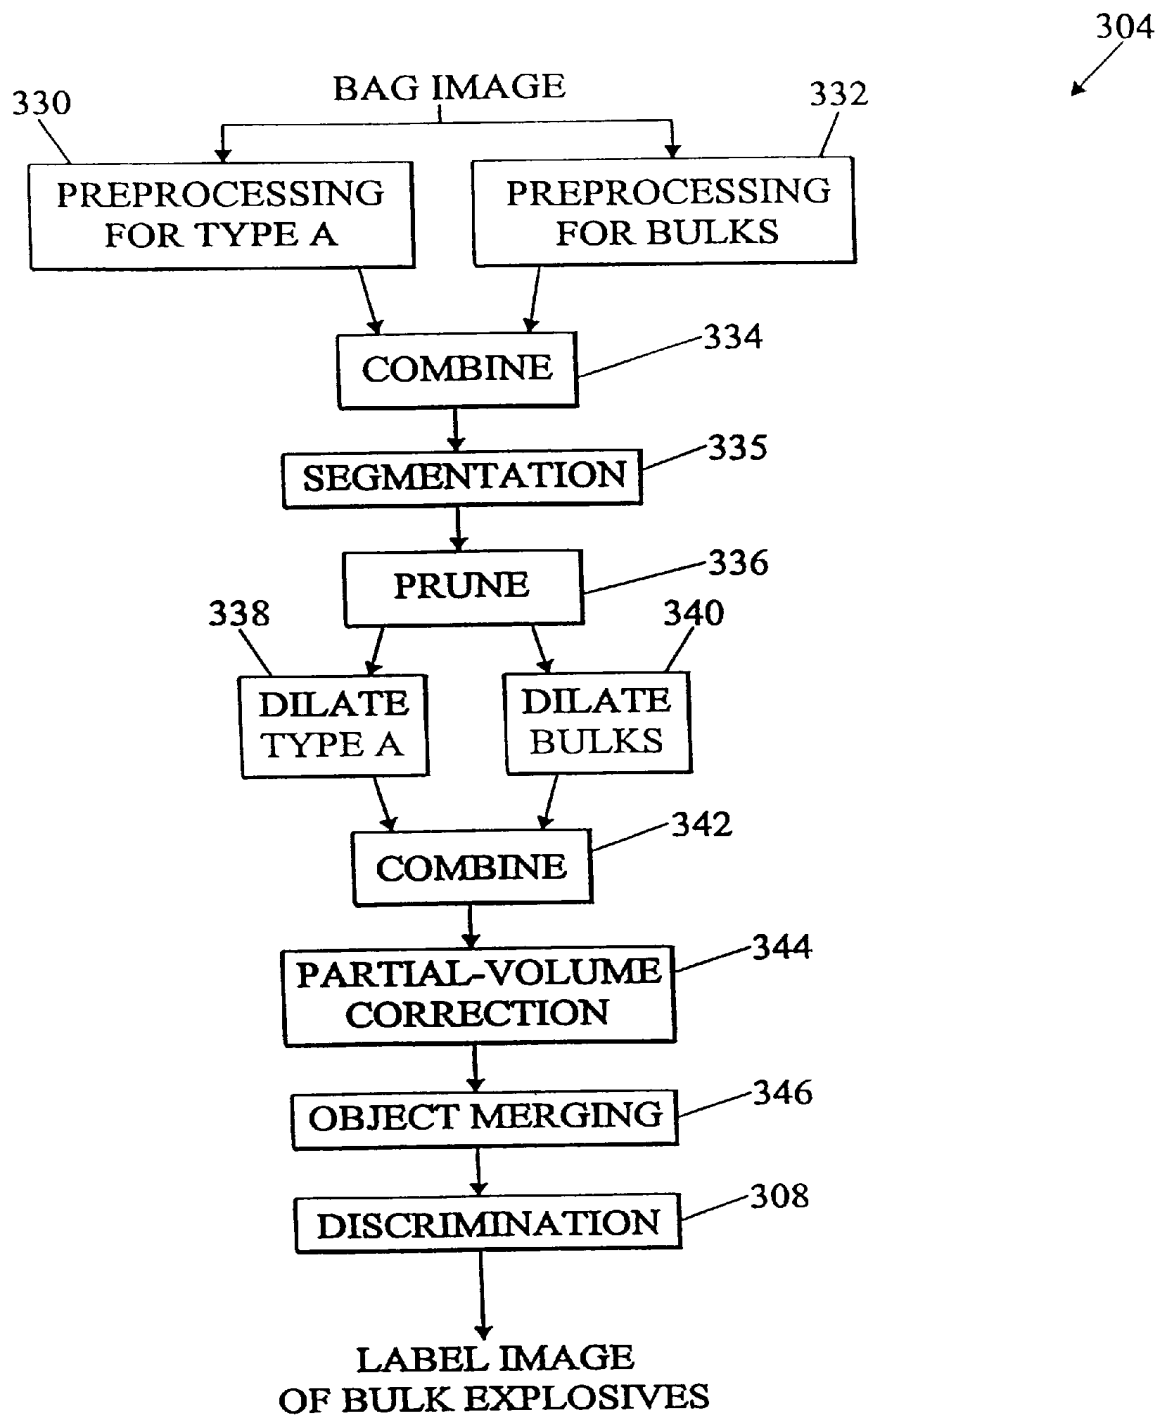 304
BAG IMAGE
330
332
PREPROCESSING
FOR TYPE A
PREPROCESSING
FOR BULKS
334
COMBINE
335
SEGMENTATION
336
PRUNE
338
340
DILATE
TYPE A
DILATE
BULKS
342
COMBINE
344
PARTIAL-VOLUME
CORRECTION
346
OBJECT MERGING
308
DISCRIMINATION
LABEL IMAGE
OF BULK EXPLOSIVES